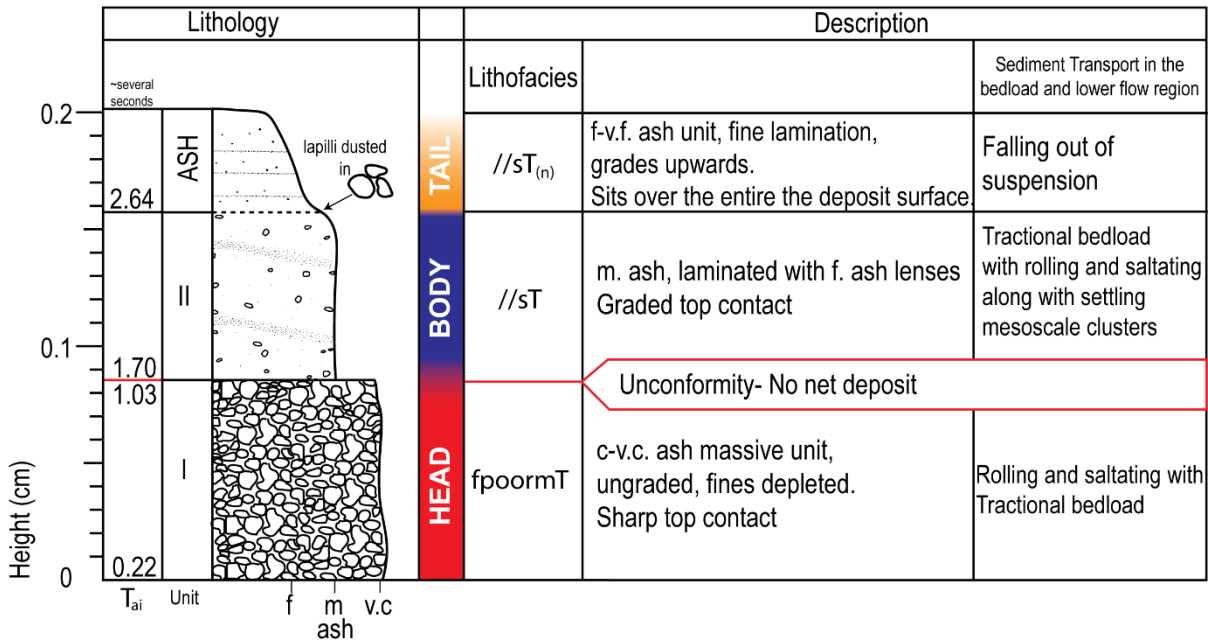 Lithology
Description
Lithofacies
Sediment Transport in the
bedload and lower flow region
~several
seconds
0.2
ASH
2.64
lapilli dusted
in
TAIL
//sT(n)
f-v.f. ash unit, fine lamination,
grades upwards.
Sits over the entire the deposit surface.
Falling out of
suspension
II
0.1
1.70
BODY
//sT
m. ash, laminated with f. ash lenses
Graded top contact
Tractional bedload
with rolling and saltating
along with settling
mesoscale clusters
Unconformity- No net deposit
1.03
I
0.22
HEAD
fpoormT
c-v.c. ash massive unit,
ungraded, fines depleted.
Sharp top contact
Rolling and saltating with
Tractional bedload
Height (cm)
0
Tai
Unit
f m v.c
ash